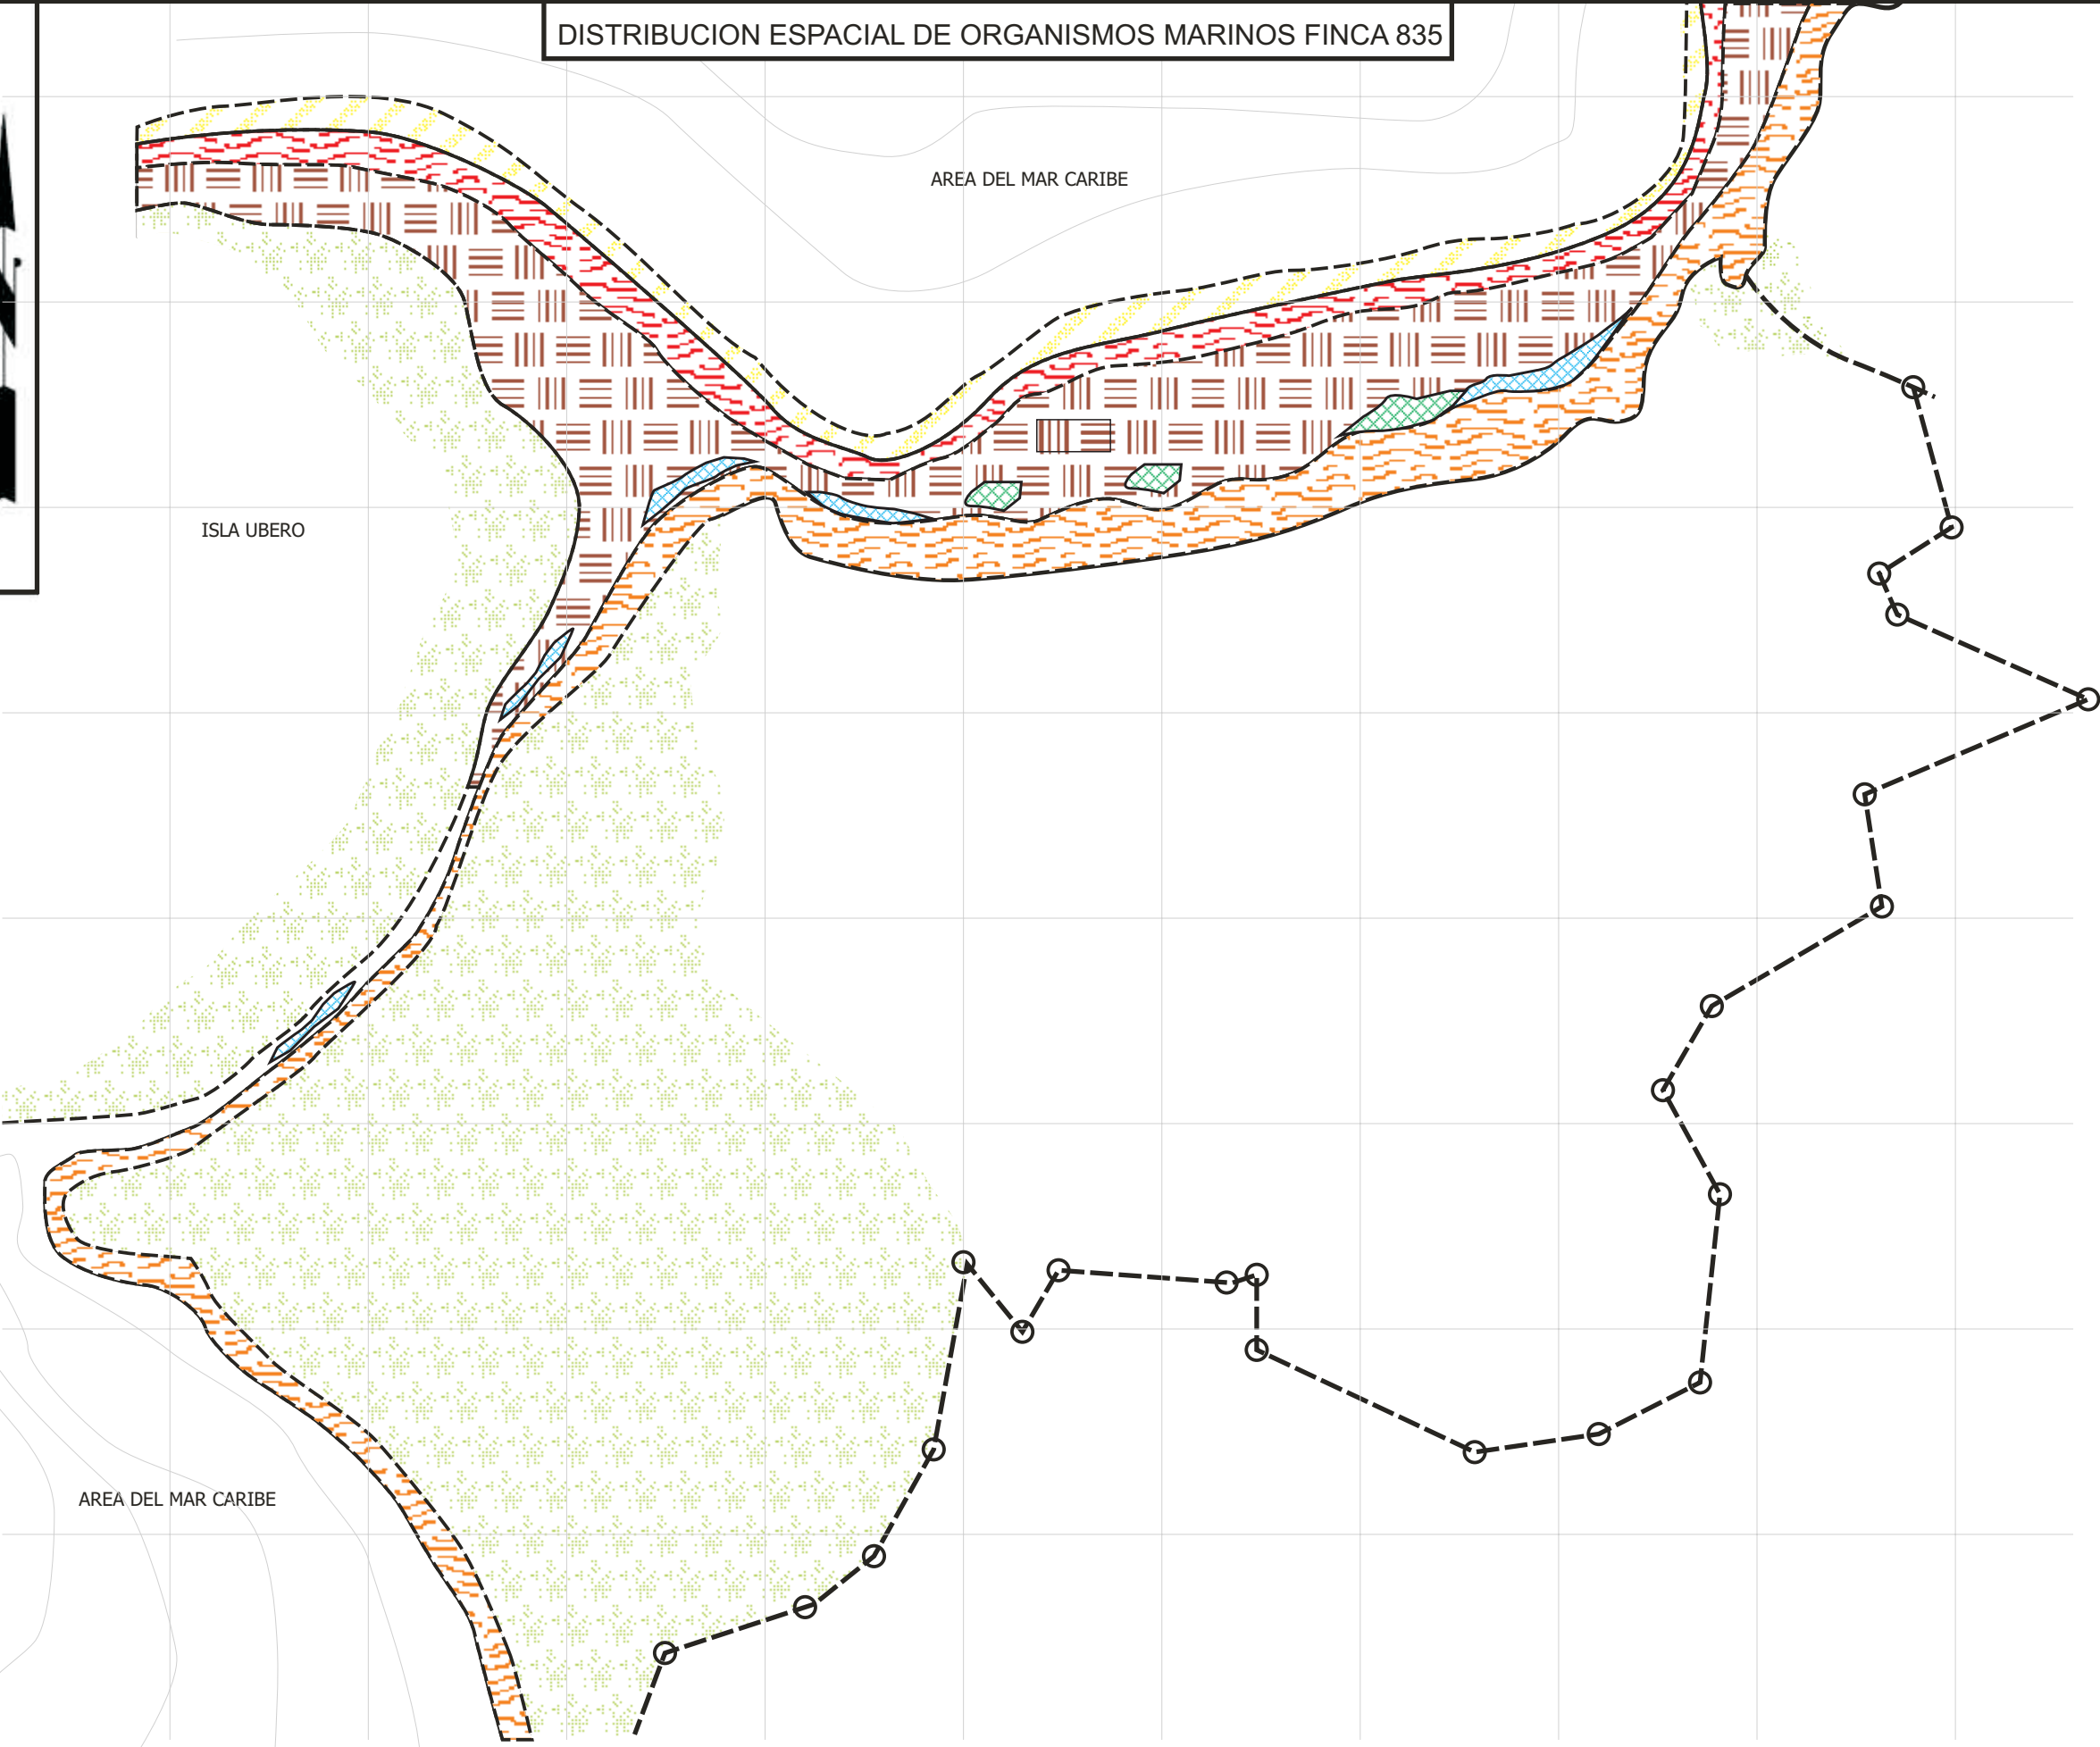 DISTRIBUCION ESPACIAL DE ORGANISMOS MARINOS FINCA 835
AREA DEL MAR CARIBE
ISLA UBERO
AREA DEL MAR CARIBE